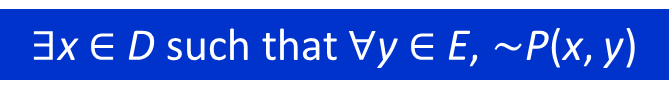 ∃x ∈ D such that ∀y ∈ E, ~P(x, y)